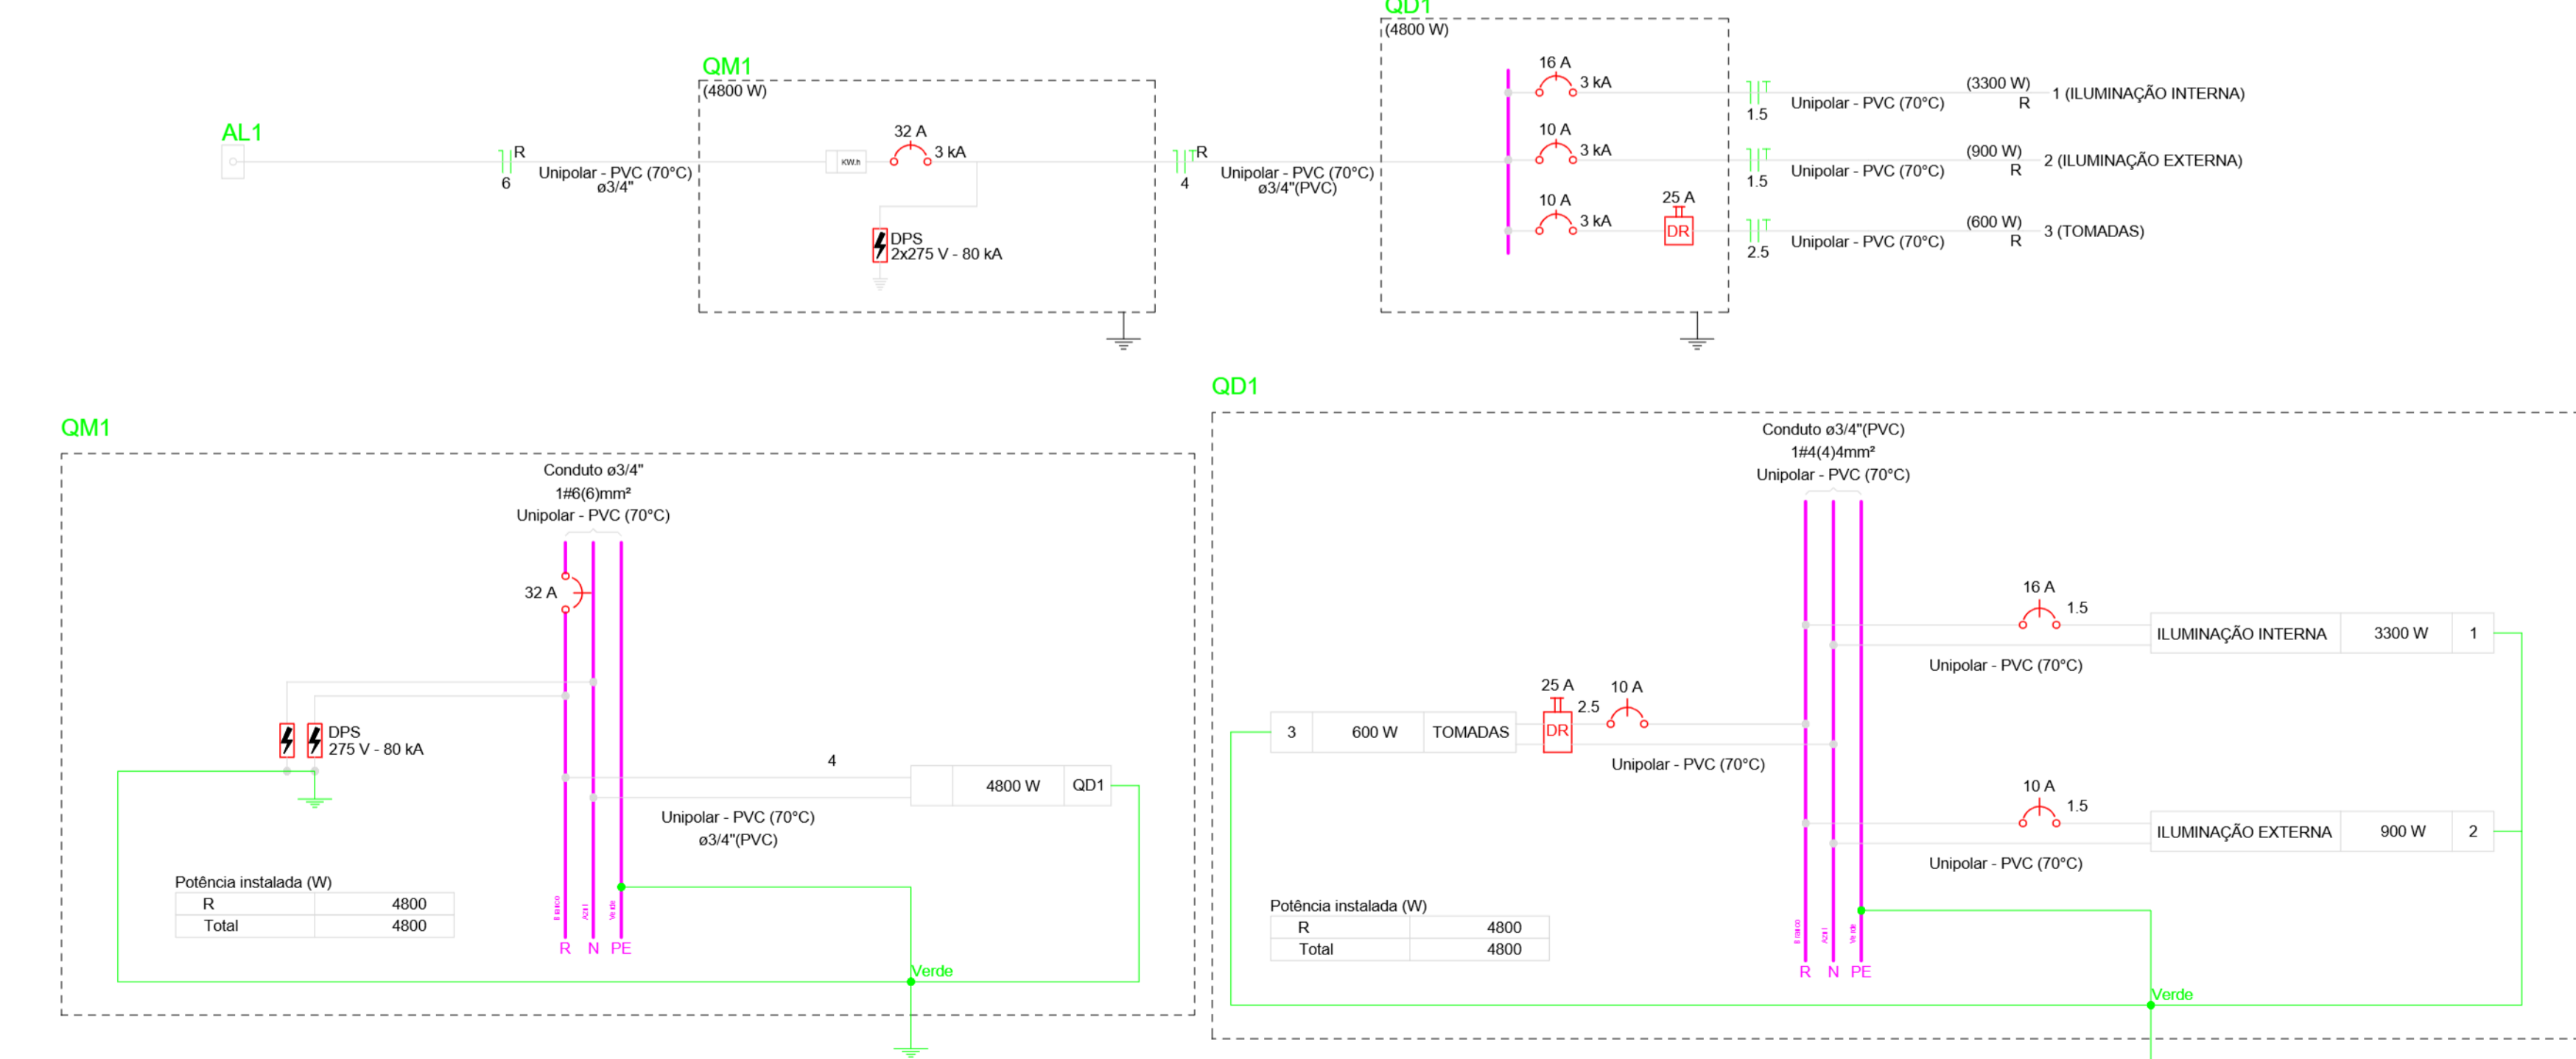 QD1
(4800 W)
QM1
(4800 W)
AL1
R
6
Unipolar - PVC (70°C)
ø3/4"
KW.h
32 A
3 kA
DPS
2x275 V - 80 kA
T R
4
Unipolar - PVC (70°C)
ø3/4"(PVC)
16 A
3 kA
T
1.5
Unipolar - PVC (70°C)
(3300 W)
R
1 (ILUMINAÇÃO INTERNA)
10 A
3 kA
T
1.5
Unipolar - PVC (70°C)
(900 W)
R
2 (ILUMINAÇÃO EXTERNA)
10 A
3 kA
25 A
DR
T
2.5
Unipolar - PVC (70°C)
(600 W)
R
3 (TOMADAS)
QM1
Conduto ø3/4"
1#6(6)mm²
Unipolar - PVC (70°C)
32 A
DPS
275 V - 80 kA
4
4800 W QD1
Unipolar - PVC (70°C)
ø3/4"(PVC)
Potência instalada (W)
R 4800
Total 4800
Branco Azul Verde
R N PE
Verde
QD1
Conduto ø3/4"(PVC)
1#4(4)4mm²
Unipolar - PVC (70°C)
16 A
1.5
ILUMINAÇÃO INTERNA 3300 W 1
Unipolar - PVC (70°C)
25 A 10 A
2.5
3 600 W TOMADAS DR
Unipolar - PVC (70°C)
10 A
1.5
ILUMINAÇÃO EXTERNA 900 W 2
Unipolar - PVC (70°C)
Potência instalada (W)
R 4800
Total 4800
Branco Azul Verde
R N PE
Verde